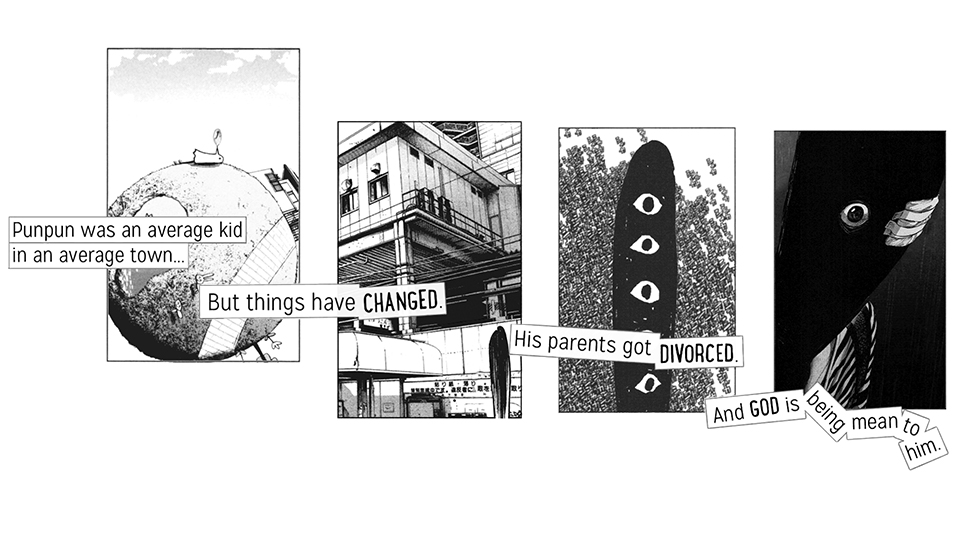 Punpun was an average kid
in an average town...
But things have CHANGED.
His parents got DIVORCED.
And GOD is being mean to
him.